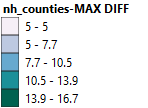 nh_counties-MAX DIFF
5 - 5
5 - 7.7
7.7 - 10.5
10.5 - 13.9
13.9 - 16.7